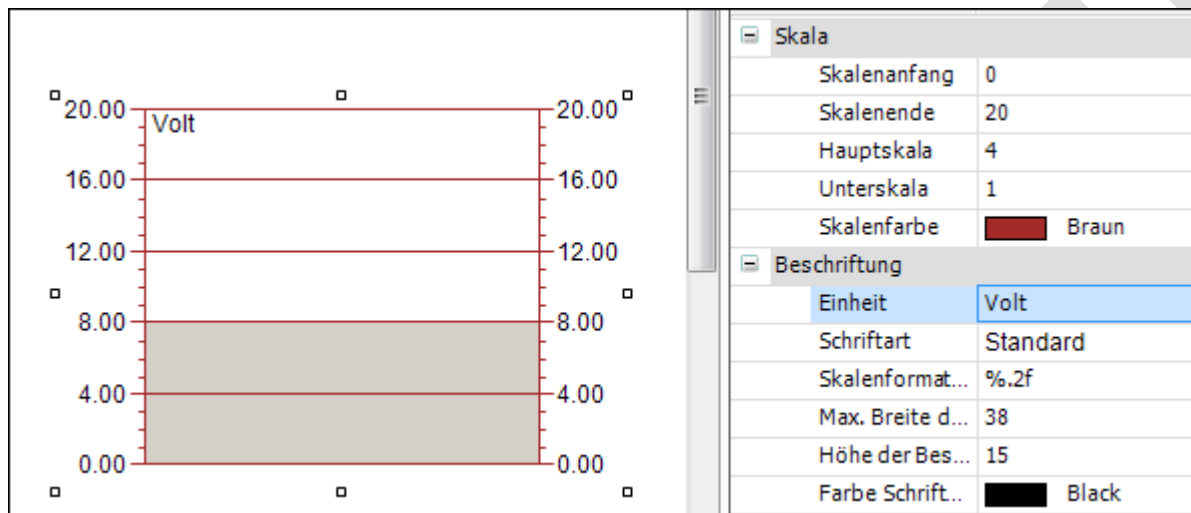 20.00 20.00
Volt
16.00 16.00
12.00 12.00
8.00 8.00
4.00 4.00
0.00 0.00
Skala
Skalenanfang 0
Skalenende 20
Hauptskala 4
Unterskala 1
Skalenfarbe Braun
Beschriftung
Einheit Volt
Schriftart Standard
Skalenformat... %.2f
Max. Breite d... 38
Höhe der Bes... 15
Farbe Schrift... Black